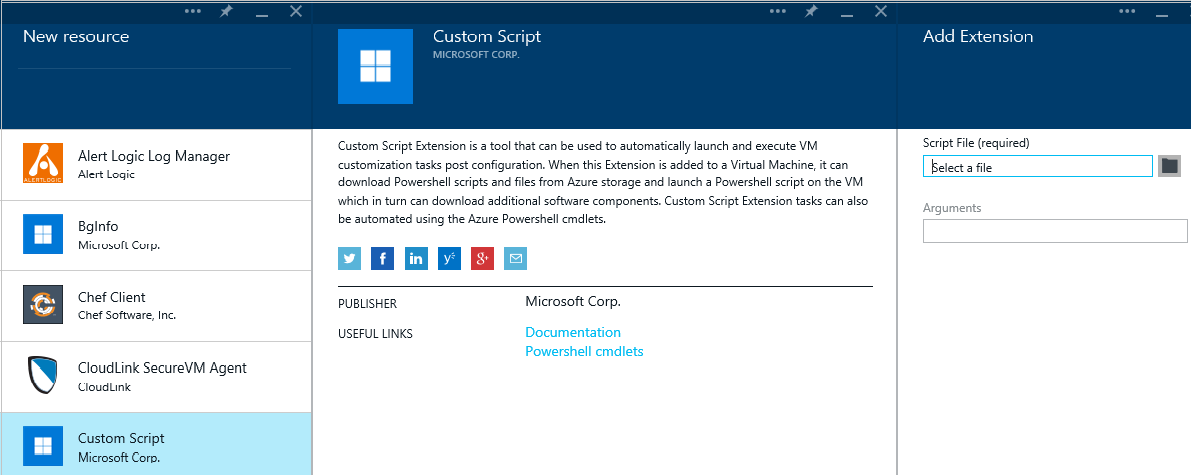 New resource
Alert Logic Log Manager
Alert Logic
ALERTLOGIC
BgInfo
Microsoft Corp.
Chef Client
Chef Software, Inc.
CloudLink SecureVM Agent
CloudLink
Custom Script
Microsoft Corp.
Custom Script
MICROSOFT CORP.
Custom Script Extension is a tool that can be used to automatically launch and execute VM
customization tasks post configuration. When this Extension is added to a Virtual Machine, it can
download Powershell scripts and files from Azure storage and launch a Powershell script on the VM
which in turn can download additional software components. Custom Script Extension tasks can also
be automated using the Azure Powershell cmdlets.
PUBLISHER
Microsoft Corp.
USEFUL LINKS
Documentation
Powershell cmdlets
Add Extension
Script File (required)
Select a file
Arguments